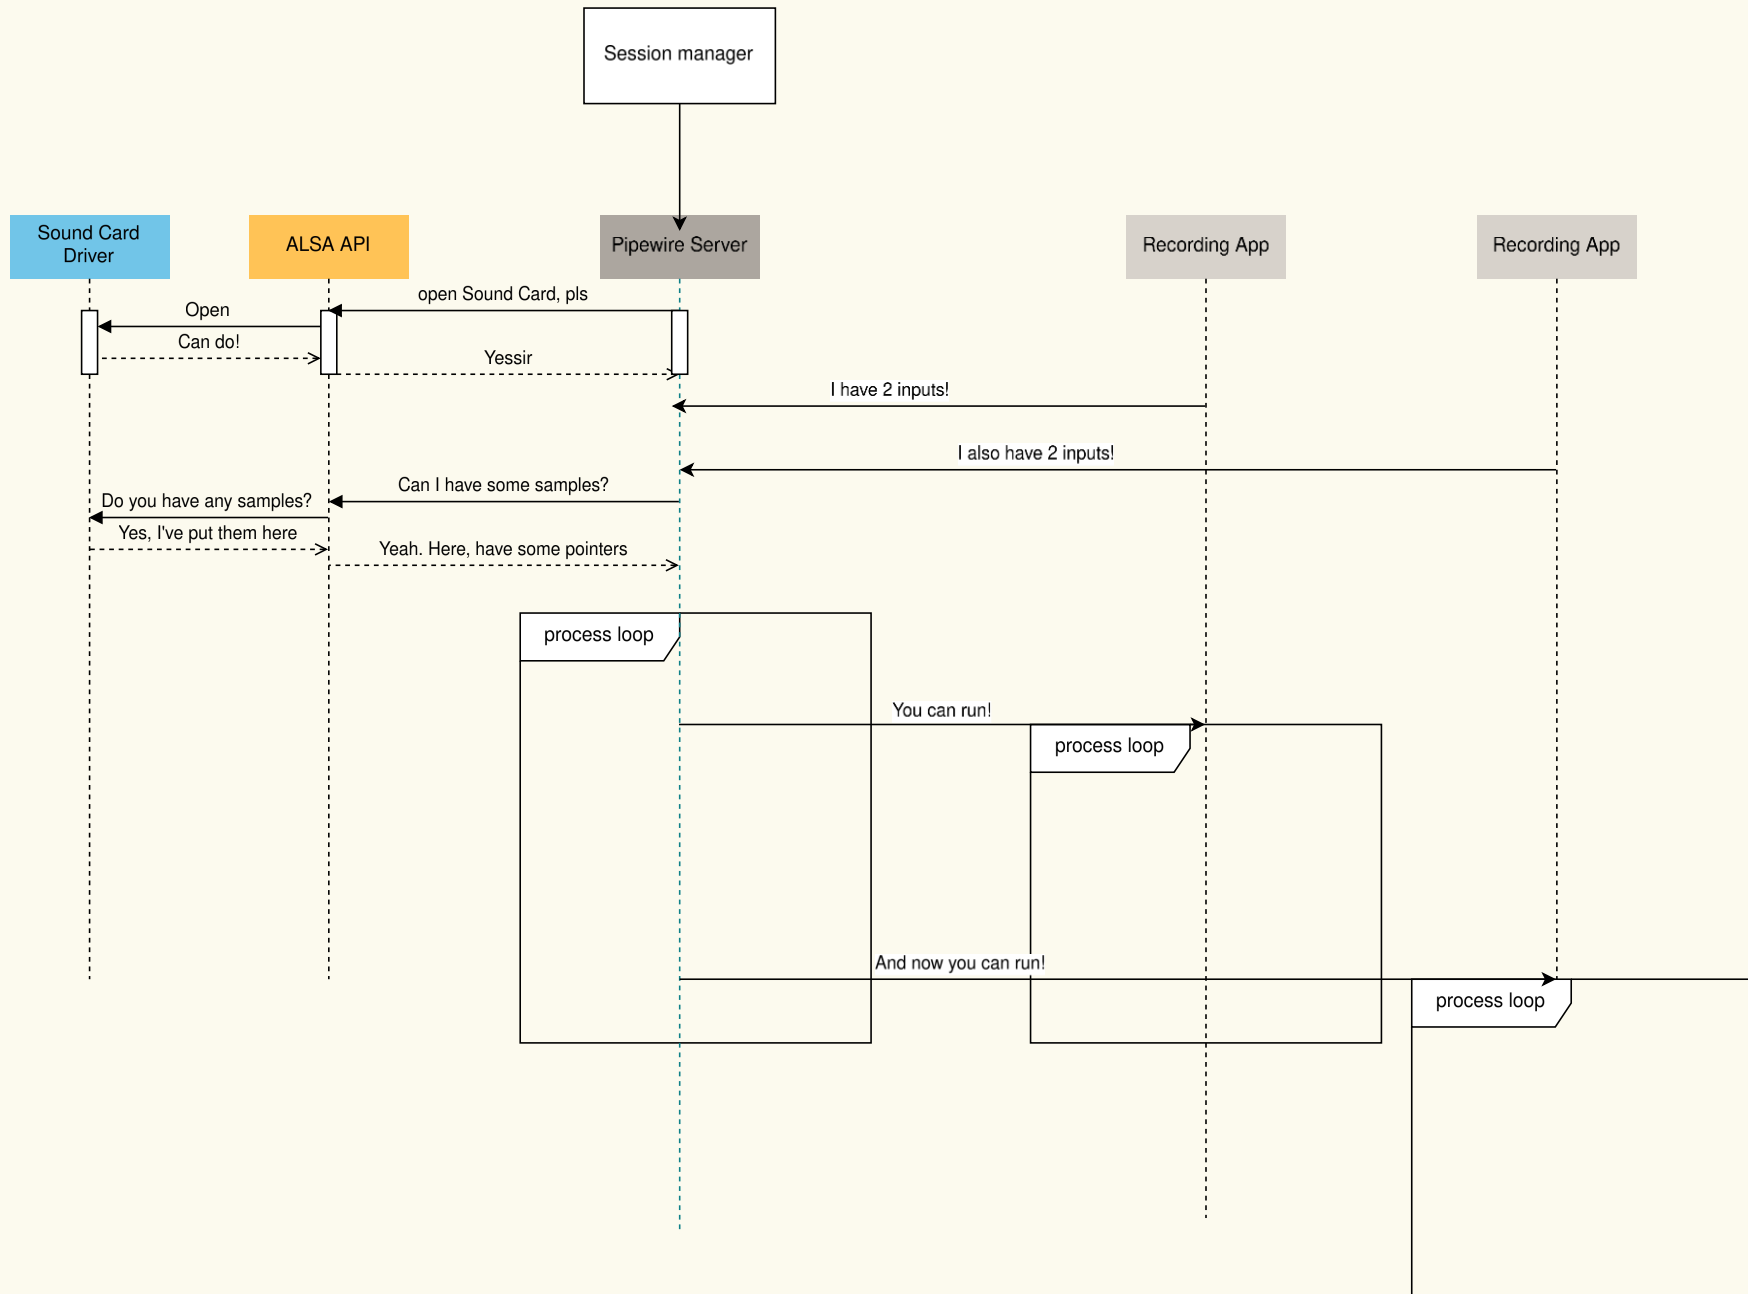 Session manager
Sound Card
Driver
ALSA API
Pipewire Server
Recording App
Recording App
open Sound Card, pls
Open
Can do!
Yessir
I have 2 inputs!
I also have 2 inputs!
Can I have some samples?
Do you have any samples?
Yes, I've put them here
Yeah. Here, have some pointers
process loop
You can run!
process loop
And now you can run!
process loop